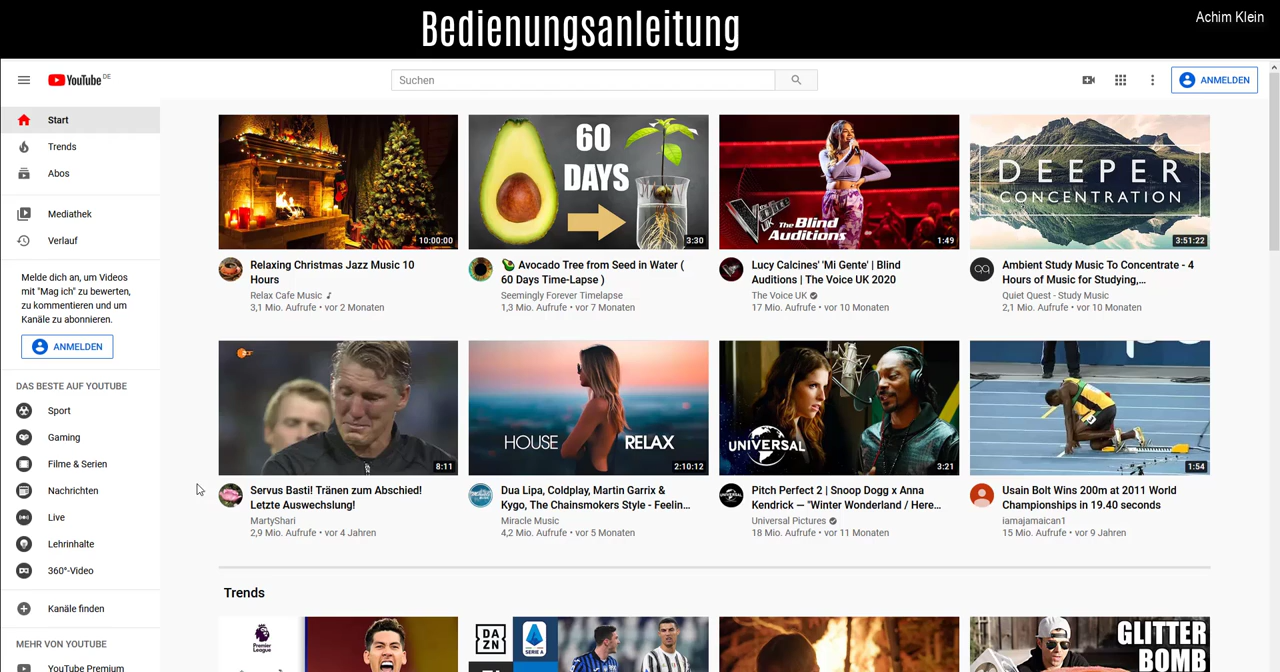 Bedienungsanleitung
Achim Klein
YouTube DE
Suchen
ANMELDEN
Start
Trends
Abos
Mediathek
Verlauf
Melde dich an, um Videos
mit "Mag ich" zu bewerten,
zu kommentieren und um
Kanäle zu abonnieren.
ANMELDEN
DAS BESTE AUF YOUTUBE
Sport
Gaming
Filme & Serien
Nachrichten
Live
Lehrinhalte
360°-Video
Kanäle finden
MEHR VON YOUTUBE
YouTube Premium
10:00:00
Relaxing Christmas Jazz Music 10
Hours
Relax Cafe Music
3,1 Mio. Aufrufe • vor 2 Monaten
60
DAYS
3:30
Avocado Tree from Seed in Water (
60 Days Time-Lapse )
Seemingly Forever Timelapse
1,3 Mio. Aufrufe • vor 7 Monaten
The Blind
Auditions
1:49
Lucy Calcines' 'Mi Gente' | Blind
Auditions | The Voice UK 2020
The Voice UK
17 Mio. Aufrufe • vor 10 Monaten
DEEPER
CONCENTRATION
3:51:22
Ambient Study Music To Concentrate - 4
Hours of Music for Studying,...
Quiet Quest - Study Music
2,1 Mio. Aufrufe • vor 10 Monaten
ZDF
8:11
Servus Basti! Tränen zum Abschied!
Letzte Auswechslung!
MartyShari
2,9 Mio. Aufrufe • vor 4 Jahren
HOUSE RELAX
2:10:12
Dua Lipa, Coldplay, Martin Garrix &
Kygo, The Chainsmokers Style - Feelin...
Miracle Music
4,2 Mio. Aufrufe • vor 5 Monaten
UNIVERSAL
3:21
Pitch Perfect 2 | Snoop Dogg x Anna
Kendrick — "Winter Wonderland / Here...
Universal Pictures
18 Mio. Aufrufe • vor 11 Monaten
1:54
Usain Bolt Wins 200m at 2011 World
Championships in 19.40 seconds
iamajamaican1
15 Mio. Aufrufe • vor 9 Jahren
Trends
Premier
League
DA
ZN
SERIE A
GLITTER
BOMB